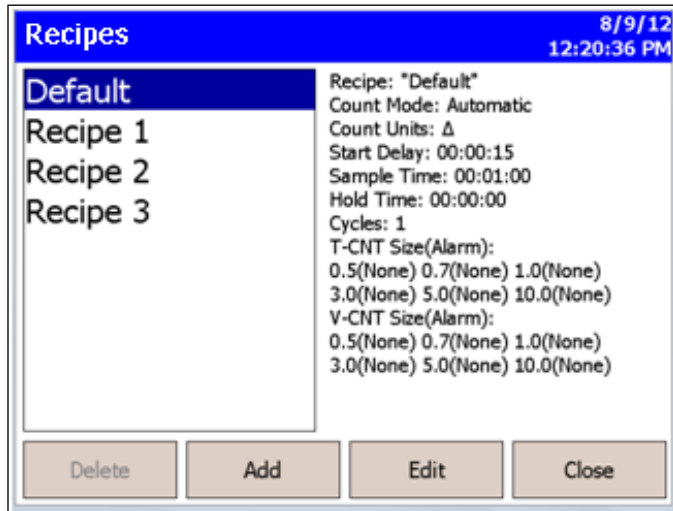 Recipes
8/9/12
12:20:36 PM
Default
Recipe 1
Recipe 2
Recipe 3
Recipe: "Default"
Count Mode: Automatic
Count Units: Δ
Start Delay: 00:00:15
Sample Time: 00:01:00
Hold Time: 00:00:00
Cycles: 1
T-CNT Size(Alarm):
0.5(None) 0.7(None) 1.0(None)
3.0(None) 5.0(None) 10.0(None)
V-CNT Size(Alarm):
0.5(None) 0.7(None) 1.0(None)
3.0(None) 5.0(None) 10.0(None)
Delete Add Edit Close